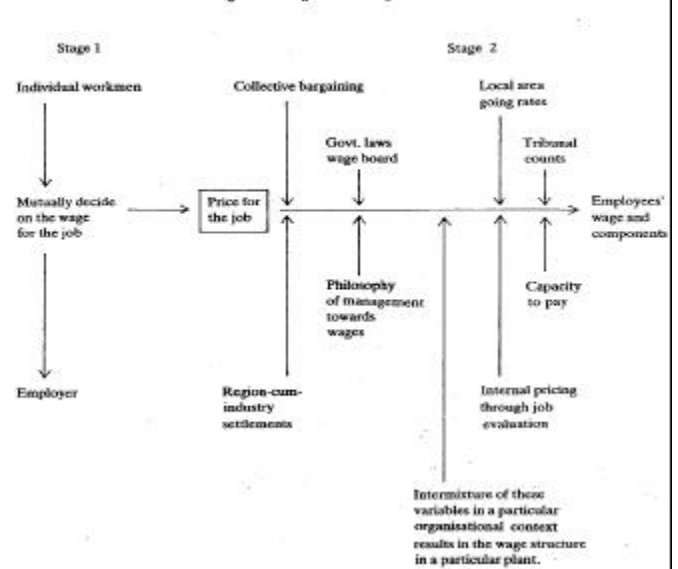 Stage 1
Stage 2
Individual workmen
Collective bargaining
Local area
going rates
Govt. laws
wage board
Tribunal
counts
Mutually decide
on the wage
for the job
Price for
the job
Employees'
wage and
components
Philosophy
of management
towards
wages
Capacity
to pay
Employer
Region-cum-
industry
settlements
Internal pricing
through job
evaluation
Intermixture of these
variables in a particular
organisational context
results in the wage structure
in a particular plant.